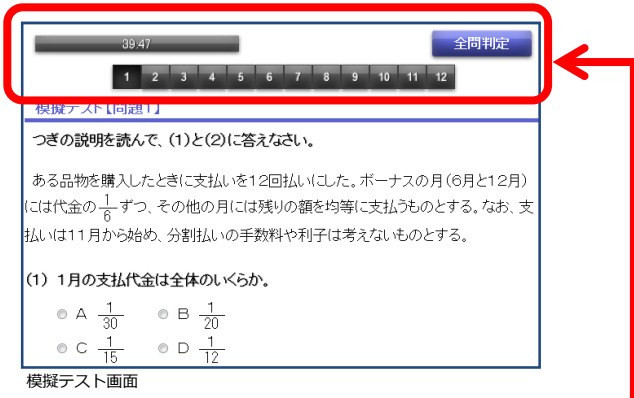 39:47
全問判定
1 2 3 4 5 6 7 8 9 10 11 12
模擬テスト【問題1】
つぎの説明を読んで、(1)と(2)に答えなさい。
ある品物を購入したときに支払いを12回払いにした。ボーナスの月(6月と12月)
には代金の1/6ずつ、その他の月には残りの額を均等に支払うものとする。なお、支
払いは11月から始め、分割払いの手数料や利子は考えないものとする。
(1) 1月の支払代金は全体のいくらか。
A 1/30 B 1/20
C 1/15 D 1/12
模擬テスト画面